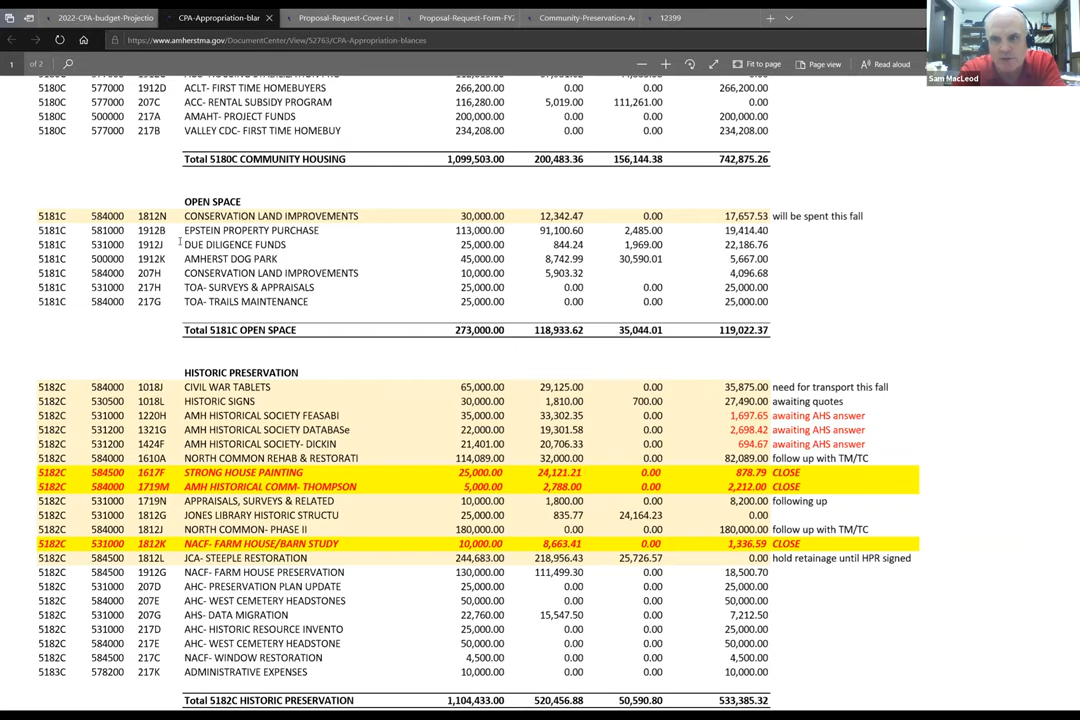 2022-CPA-budget-Projectio
CPA-Appropriation-blar
Proposal-Request-Cover-Le
Proposal-Request-Form-FY2
Community-Preservation-Ac
12399
https://www.amherstma.gov/DocumentCenter/View/52763/CPA-Appropriation-blances
1 of 2
Fit to page
Page view
Read aloud
Sam MacLeod
5180C 577000 1912D ACLT- FIRST TIME HOMEBUYERS 266,200.00 0.00 0.00 266,200.00
5180C 577000 207C ACC- RENTAL SUBSIDY PROGRAM 116,280.00 5,019.00 111,261.00 0.00
5180C 500000 217A AMAHT- PROJECT FUNDS 200,000.00 0.00 0.00 200,000.00
5180C 577000 217B VALLEY CDC- FIRST TIME HOMEBUY 234,208.00 0.00 0.00 234,208.00
Total 5180C COMMUNITY HOUSING 1,099,503.00 200,483.36 156,144.38 742,875.26
OPEN SPACE
5181C 584000 1812N CONSERVATION LAND IMPROVEMENTS 30,000.00 12,342.47 0.00 17,657.53 will be spent this fall
5181C 581000 1912B EPSTEIN PROPERTY PURCHASE 113,000.00 91,100.60 2,485.00 19,414.40
5181C 531000 1912J DUE DILIGENCE FUNDS 25,000.00 844.24 1,969.00 22,186.76
5181C 500000 1912K AMHERST DOG PARK 45,000.00 8,742.99 30,590.01 5,667.00
5181C 584000 207H CONSERVATION LAND IMPROVEMENTS 10,000.00 5,903.32 4,096.68
5181C 531000 217H TOA- SURVEYS & APPRAISALS 25,000.00 0.00 0.00 25,000.00
5181C 584000 217G TOA- TRAILS MAINTENANCE 25,000.00 0.00 0.00 25,000.00
Total 5181C OPEN SPACE 273,000.00 118,933.62 35,044.01 119,022.37
HISTORIC PRESERVATION
5182C 584000 1018J CIVIL WAR TABLETS 65,000.00 29,125.00 0.00 35,875.00 need for transport this fall
5182C 530500 1018L HISTORIC SIGNS 30,000.00 1,810.00 700.00 27,490.00 awaiting quotes
5182C 531000 1220H AMH HISTORICAL SOCIETY FEASABI 35,000.00 33,302.35 0.00 1,697.65 awaiting AHS answer
5182C 531200 1321G AMH HISTORICAL SOCIETY DATABASe 22,000.00 19,301.58 0.00 2,698.42 awaiting AHS answer
5182C 531200 1424F AMH HISTORICAL SOCIETY- DICKIN 21,401.00 20,706.33 0.00 694.67 awaiting AHS answer
5182C 584000 1610A NORTH COMMON REHAB & RESTORATI 114,089.00 32,000.00 0.00 82,089.00 follow up with TM/TC
5182C 584500 1617F STRONG HOUSE PAINTING 25,000.00 24,121.21 0.00 878.79 CLOSE
5182C 584000 1719M AMH HISTORICAL COMM- THOMPSON 5,000.00 2,788.00 0.00 2,212.00 CLOSE
5182C 531000 1719N APPRAISALS, SURVEYS & RELATED 10,000.00 1,800.00 0.00 8,200.00 following up
5182C 531000 1812G JONES LIBRARY HISTORIC STRUCTU 25,000.00 835.77 24,164.23 0.00
5182C 584000 1812J NORTH COMMON- PHASE II 180,000.00 0.00 0.00 180,000.00 follow up with TM/TC
5182C 531000 1812K NACF- FARM HOUSE/BARN STUDY 10,000.00 8,663.41 0.00 1,336.59 CLOSE
5182C 584500 1812L JCA- STEEPLE RESTORATION 244,683.00 218,956.43 25,726.57 0.00 hold retainage until HPR signed
5182C 584500 1912G NACF- FARM HOUSE PRESERVATION 130,000.00 111,499.30 0.00 18,500.70
5182C 531000 207D AHC- PRESERVATION PLAN UPDATE 25,000.00 0.00 0.00 25,000.00
5182C 584000 207E AHC- WEST CEMETERY HEADSTONES 50,000.00 0.00 0.00 50,000.00
5182C 531000 207G AHS- DATA MIGRATION 22,760.00 15,547.50 0.00 7,212.50
5182C 531000 217D AHC- HISTORIC RESOURCE INVENTO 25,000.00 0.00 0.00 25,000.00
5182C 584000 217E AHC- WEST CEMETERY HEADSTONE 50,000.00 0.00 0.00 50,000.00
5182C 584500 217C NACF- WINDOW RESTORATION 4,500.00 0.00 0.00 4,500.00
5183C 578200 217K ADMINISTRATIVE EXPENSES 10,000.00 0.00 0.00 10,000.00
Total 5182C HISTORIC PRESERVATION 1,104,433.00 520,456.88 50,590.80 533,385.32